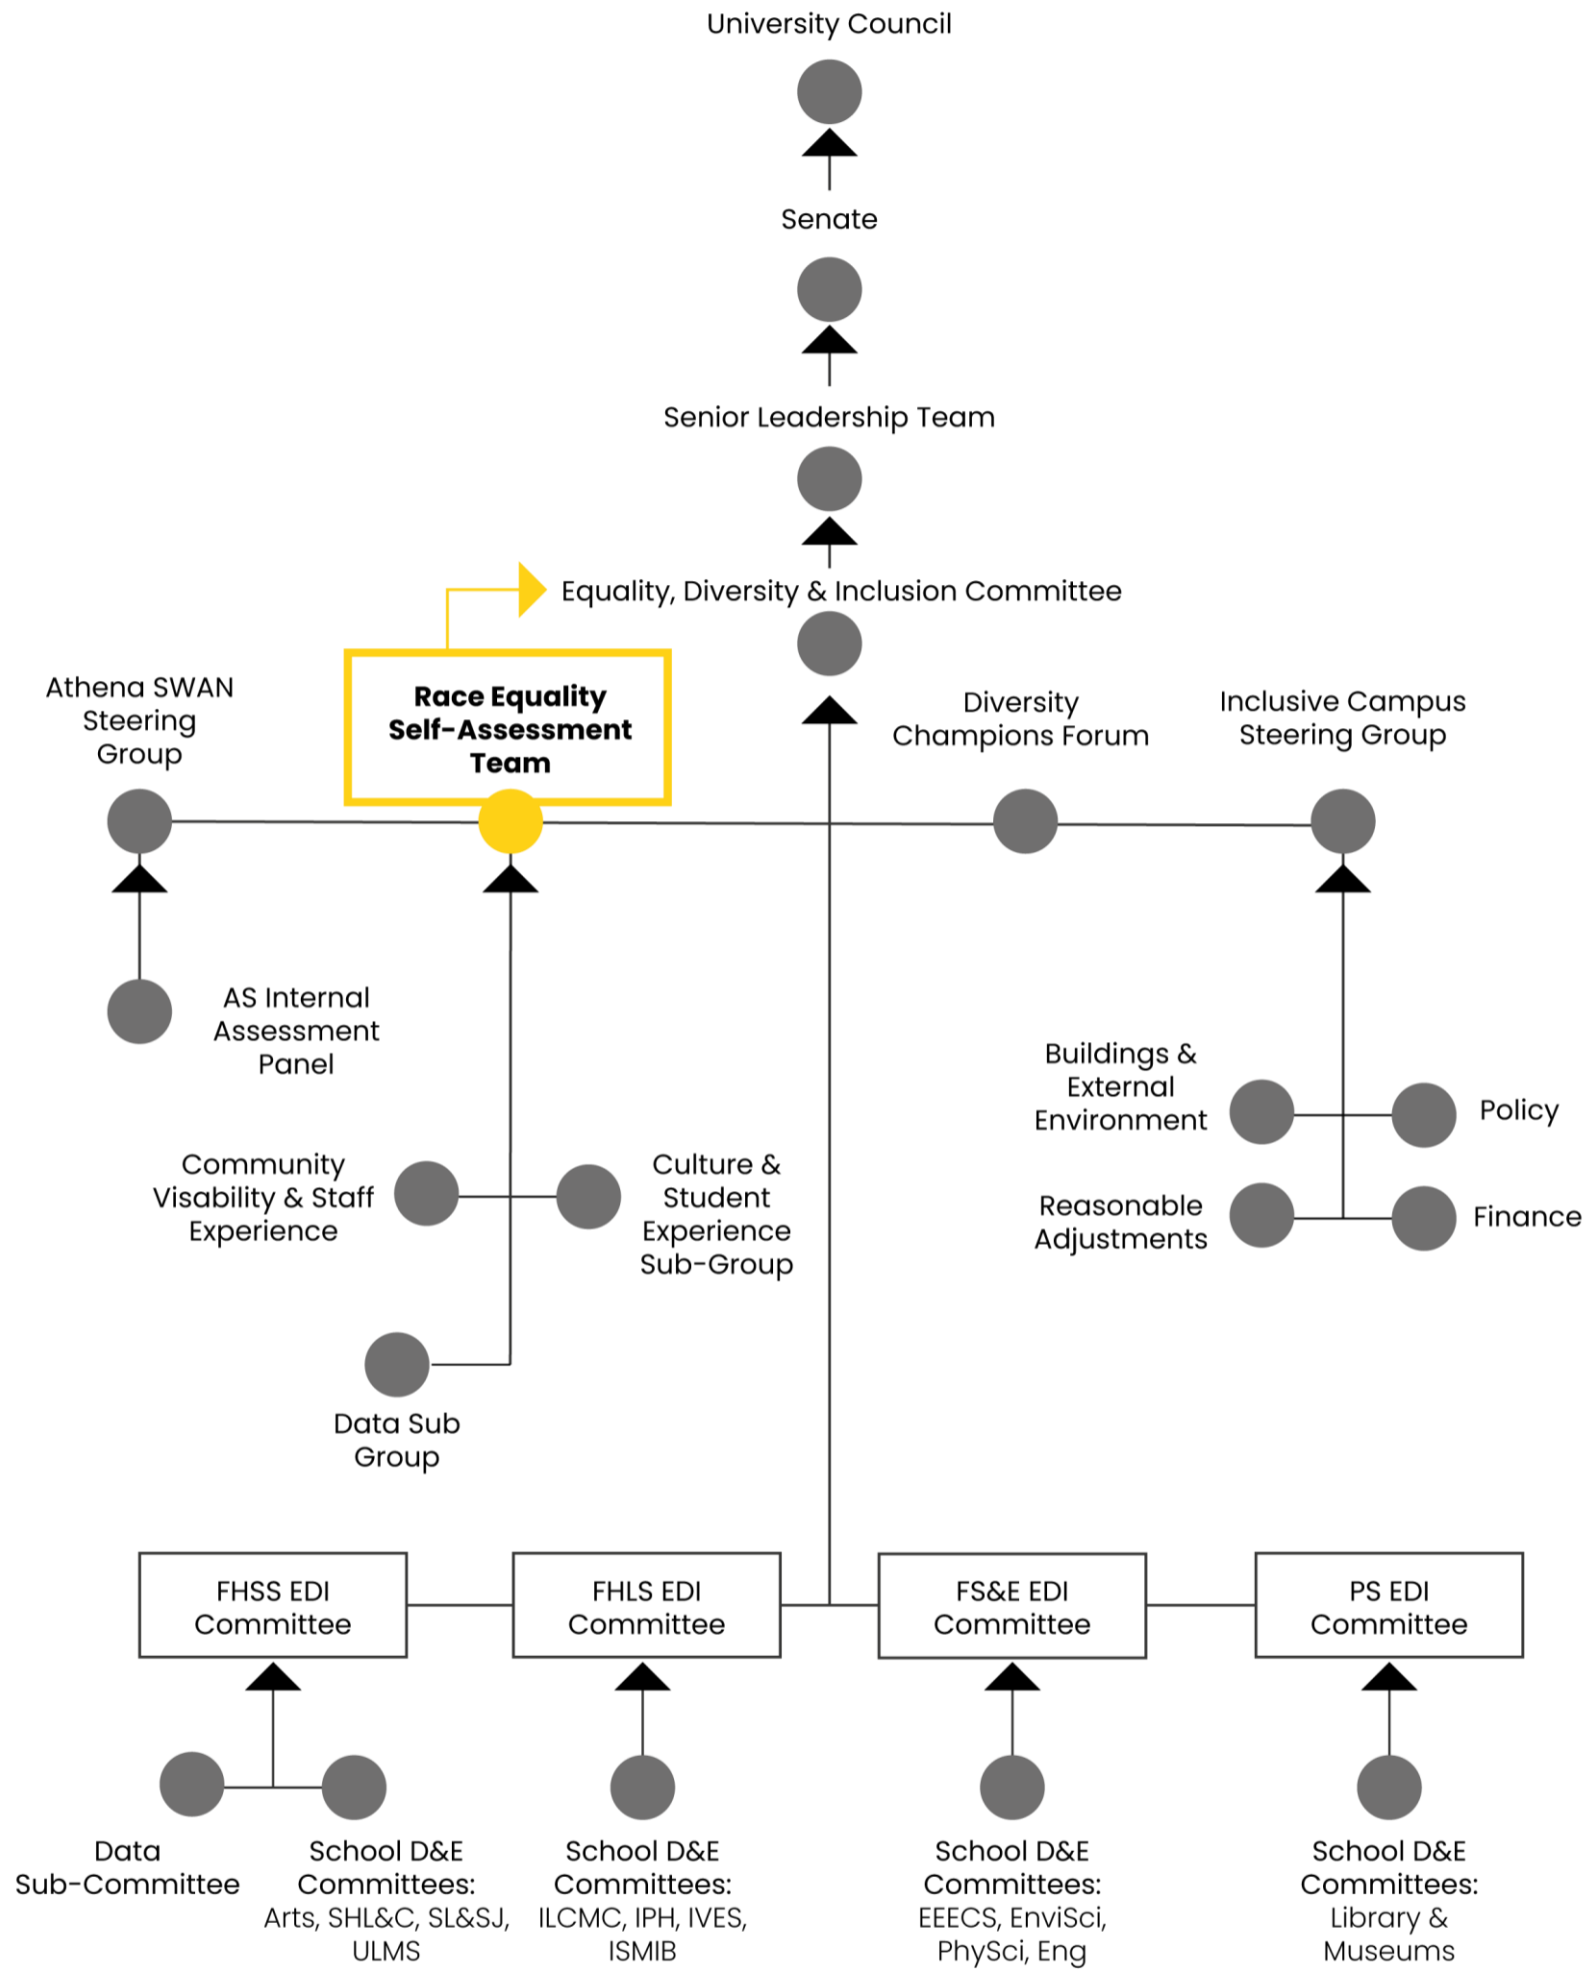 University Council
Senate
Senior Leadership Team
Equality, Diversity & Inclusion Committee
Athena SWAN
Steering
Group
Race Equality
Self-Assessment
Team
Diversity
Champions Forum
Inclusive Campus
Steering Group
AS Internal
Assessment
Panel
Community
Visability & Staff
Experience
Culture &
Student
Experience
Sub-Group
Buildings &
External
Environment
Policy
Reasonable
Adjustments
Finance
Data Sub
Group
FHSS EDI
Committee
FHLS EDI
Committee
FS&E EDI
Committee
PS EDI
Committee
Data
Sub-Committee
School D&E
Committees:
Arts, SHL&C, SL&SJ,
ULMS
School D&E
Committees:
ILCMC, IPH, IVES,
ISMIB
School D&E
Committees:
EEECS, EnviSci,
PhySci, Eng
School D&E
Committees:
Library &
Museums